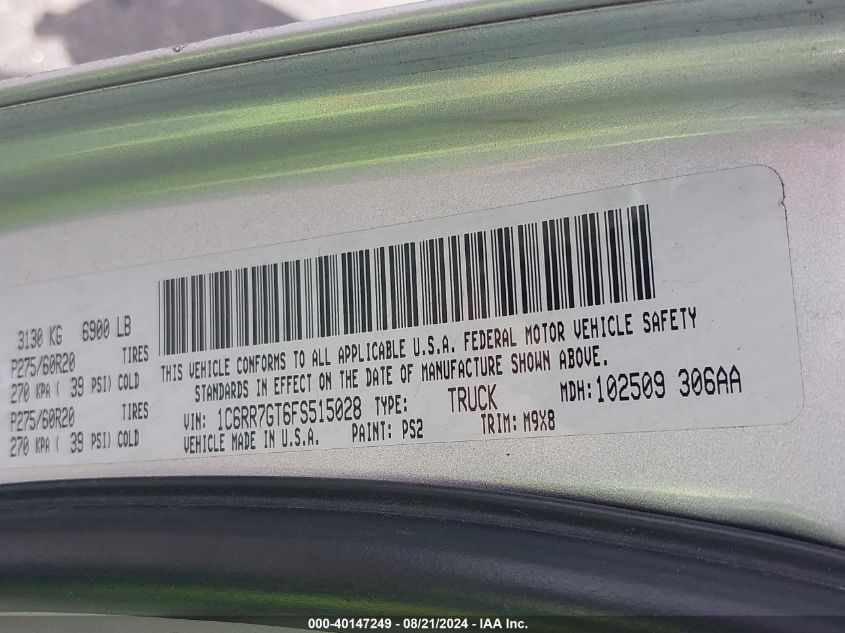 3130 KG 6900 LB
P275/60R20 TIRES
270 KPA ( 39 PSI) COLD
P275/60R20 TIRES
270 KPA ( 39 PSI) COLD
THIS VEHICLE CONFORMS TO ALL APPLICABLE U.S.A. FEDERAL MOTOR VEHICLE SAFETY
STANDARDS IN EFFECT ON THE DATE OF MANUFACTURE SHOWN ABOVE.
VIN: 1C6RR7GT6FS515028 TYPE: TRUCK MDH:102509 306AA
VEHICLE MADE IN U.S.A. PAINT: PS2 TRIM: M9X8
000-40147249 - 08/21/2024 - IAA Inc.